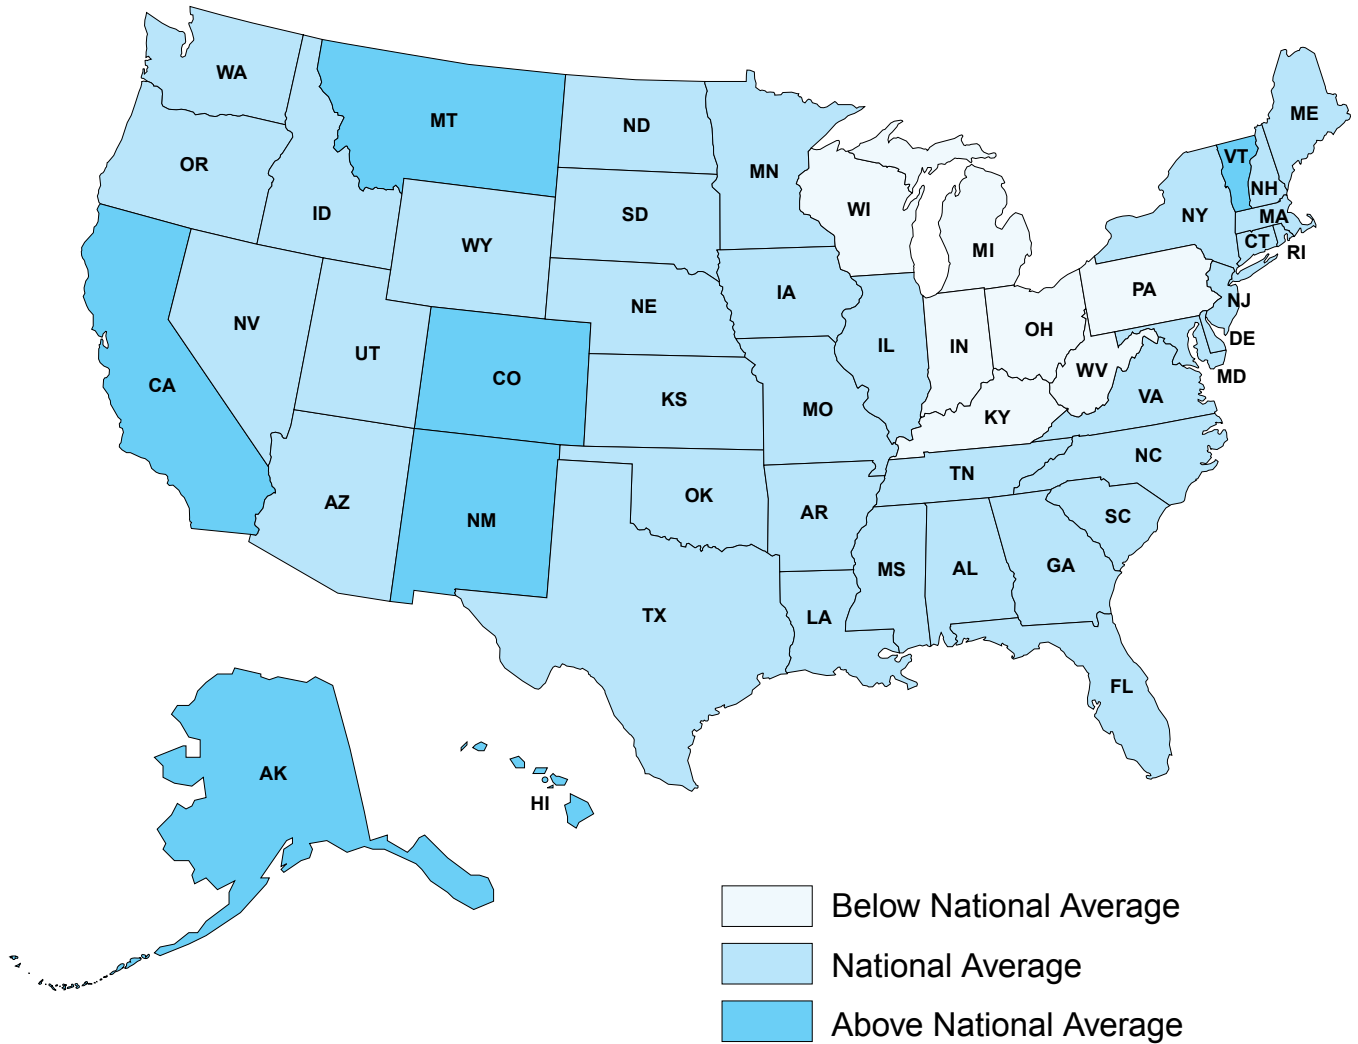 WA
MT
ND
ME
OR
MN
VT
ID
SD
WI
NH
WY
NY
MA
MI
CT
RI
NE
IA
PA
NJ
NV
UT
IL
IN
OH
DE
CA
CO
KS
WV
MD
MO
KY
VA
AZ
OK
TN
NC
NM
AR
SC
MS
AL
GA
TX
LA
FL
AK
HI
Below National Average
National Average
Above National Average